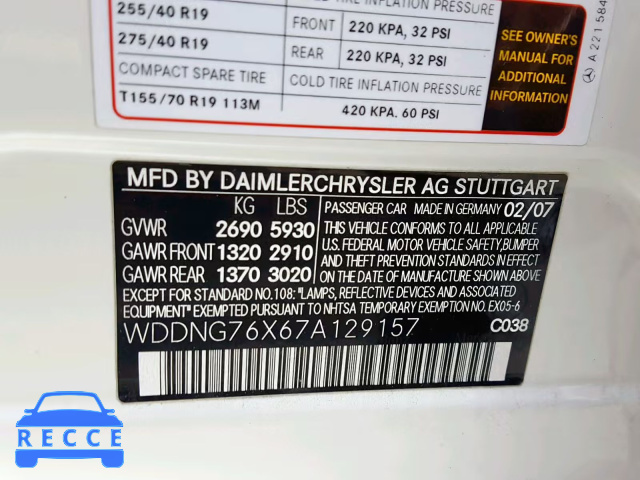 255/40 R19
TIRE INFLATION PRESSURE
FRONT 220 KPA, 32 PSI
275/40 R19
REAR 220 KPA, 32 PSI
COMPACT SPARE TIRE
COLD TIRE INFLATION PRESSURE
T155/70 R19 113M
420 KPA. 60 PSI
SEE OWNER'S
MANUAL FOR
ADDITIONAL
INFORMATION
A 221 584
MFD BY DAIMLERCHRYSLER AG STUTTGART
KG LBS
GVWR 2690 5930
GAWR FRONT 1320 2910
GAWR REAR 1370 3020
PASSENGER CAR MADE IN GERMANY 02/07
THIS VEHICLE CONFORMS TO ALL APPLICABLE
U.S. FEDERAL MOTOR VEHICLE SAFETY, BUMPER
AND THEFT PREVENTION STANDARDS IN EFFECT
ON THE DATE OF MANUFACTURE SHOWN ABOVE.
EXCEPT FOR STANDARD NO. 108: "LAMPS, REFLECTIVE DEVICES AND ASSOCIATED
EQUIPMENT" EXEMPTED PURSUANT TO NHTSA TEMPORARY EXEMPTION NO. EX05-6
WDDNG76X67A129157
C038
RECCE